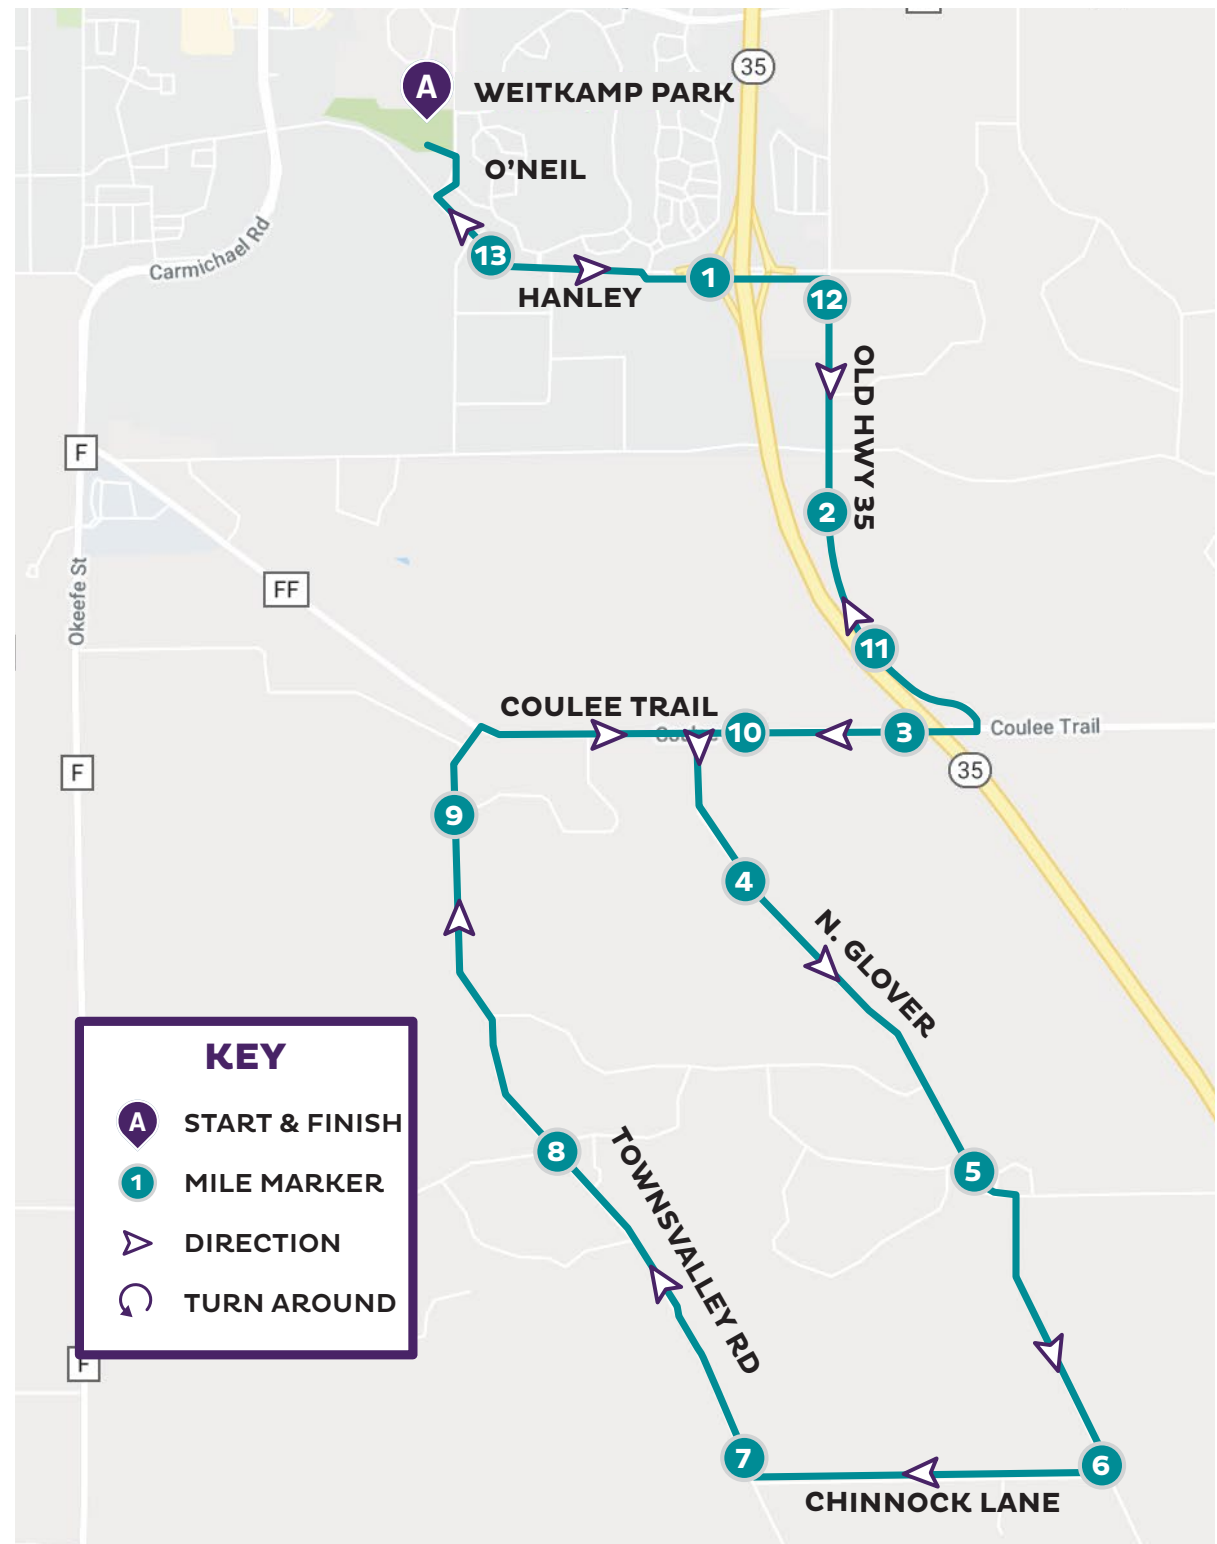 35
A
WEITKAMP PARK
O'NEIL
Carmichael Rd
13
HANLEY
1
12
OLD HWY 35
F
2
FF
Okeefe St
11
COULEE TRAIL
10
3
Coulee Trail
F
35
9
4
N. GLOVER
KEY
A START & FINISH
1 MILE MARKER
DIRECTION
TURN AROUND
F
8
TOWNSVALLEY RD
5
7
6
CHINNOCK LANE